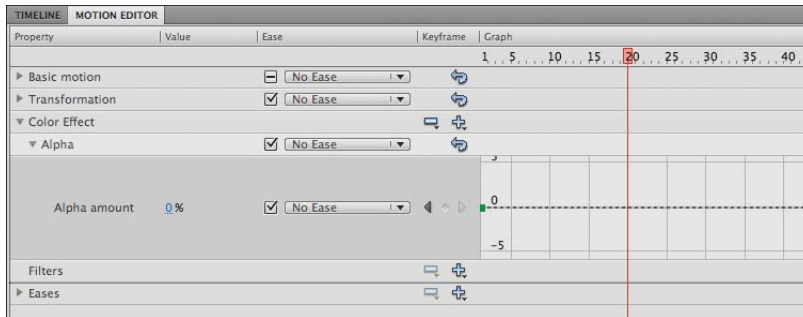 TIMELINE MOTION EDITOR
Property Value Ease Keyframe Graph
1 5 10 15 20 25 30 35 40
Basic motion No Ease
Transformation No Ease
Color Effect
Alpha No Ease
5
Alpha amount 0 % No Ease 0
-5
Filters
Eases